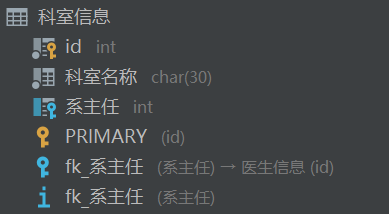 科室信息
id int
科室名称 char(30)
系主任 int
PRIMARY (id)
fk_系主任 (系主任) → 医生信息 (id)
fk_系主任 (系主任)